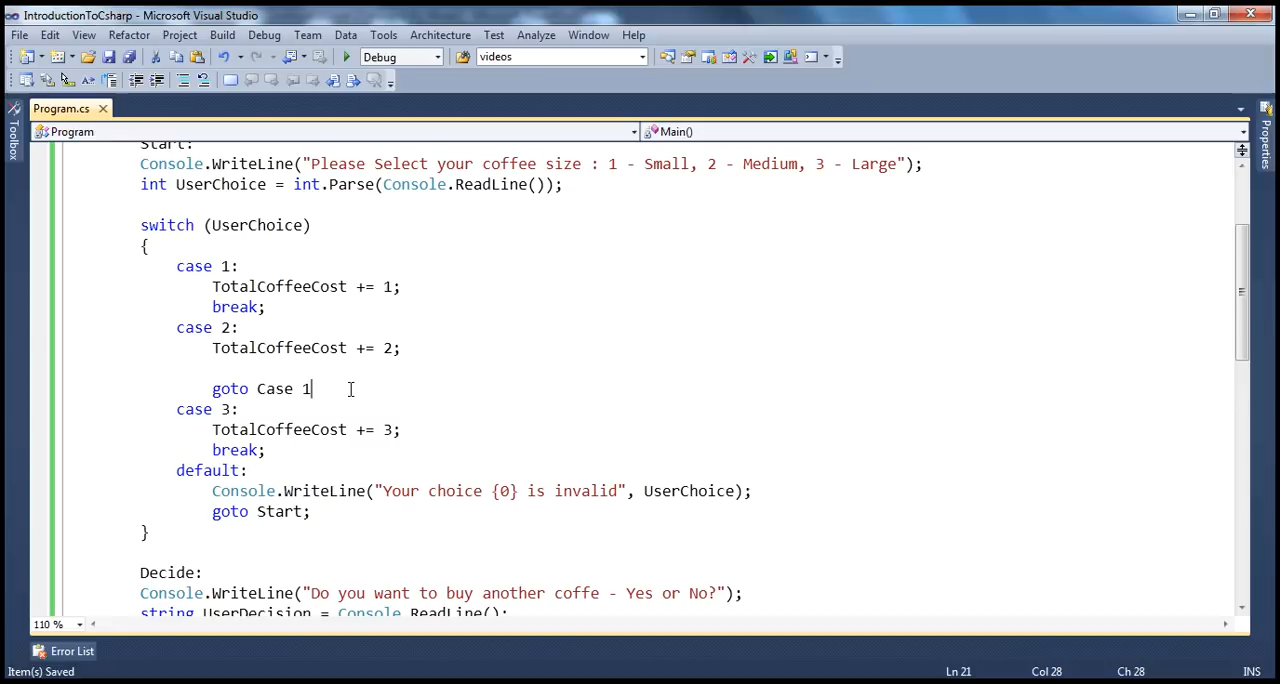 IntroductionToCsharp - Microsoft Visual Studio
File Edit View Refactor Project Build Debug Team Data Tools Architecture Test Analyze Window Help
Debug videos
Program.cs
Program Main()
Toolbox
Properties
Start:
Console.WriteLine("Please Select your coffee size : 1 - Small, 2 - Medium, 3 - Large");
int UserChoice = int.Parse(Console.ReadLine());
switch (UserChoice)
{
case 1:
TotalCoffeeCost += 1;
break;
case 2:
TotalCoffeeCost += 2;
goto Case 1
case 3:
TotalCoffeeCost += 3;
break;
default:
Console.WriteLine("Your choice {0} is invalid", UserChoice);
goto Start;
}
Decide:
Console.WriteLine("Do you want to buy another coffe - Yes or No?");
string UserDecision = Console.ReadLine();
110 %
Error List
Item(s) Saved Ln 21 Col 28 Ch 28 INS